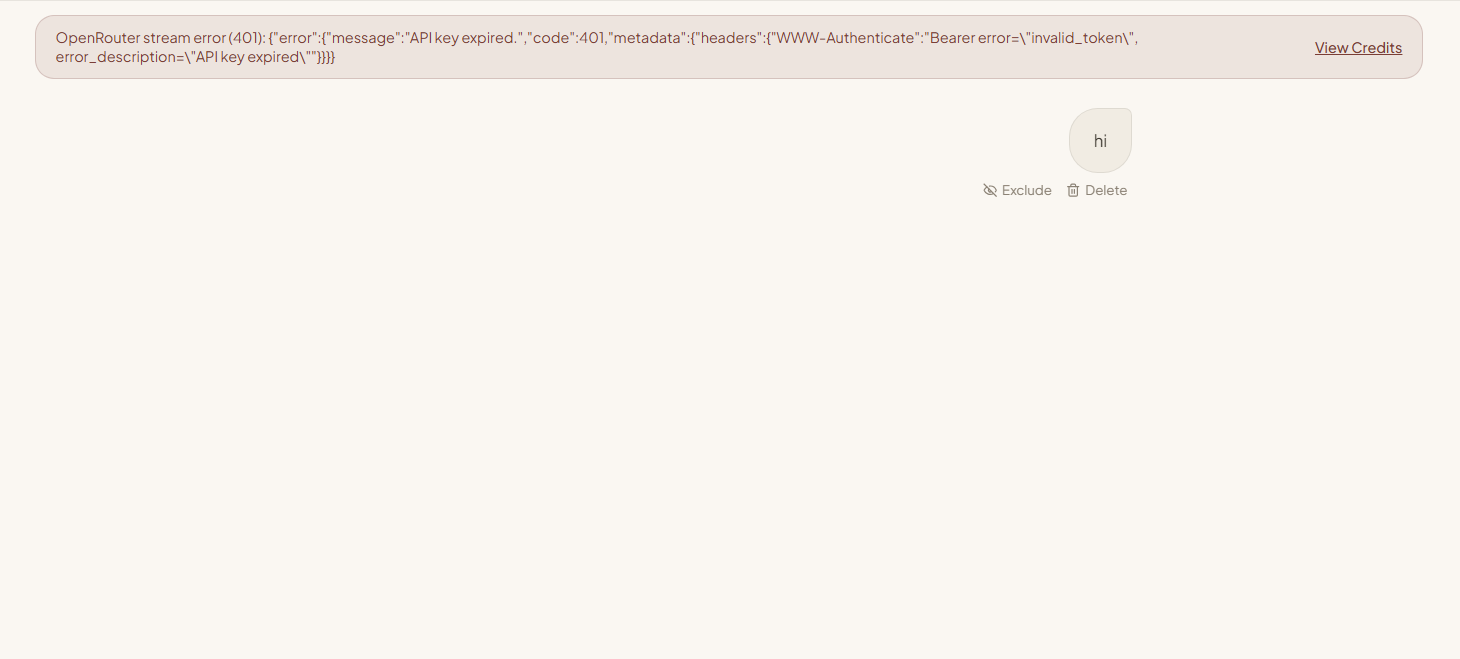 OpenRouter stream error (401): {"error":{"message":"API key expired.","code":401,"metadata":{"headers":{"WWW-Authenticate":"Bearer error=\"invalid_token\",
error_description=\"API key expired\""}}}}
View Credits
hi
Exclude Delete